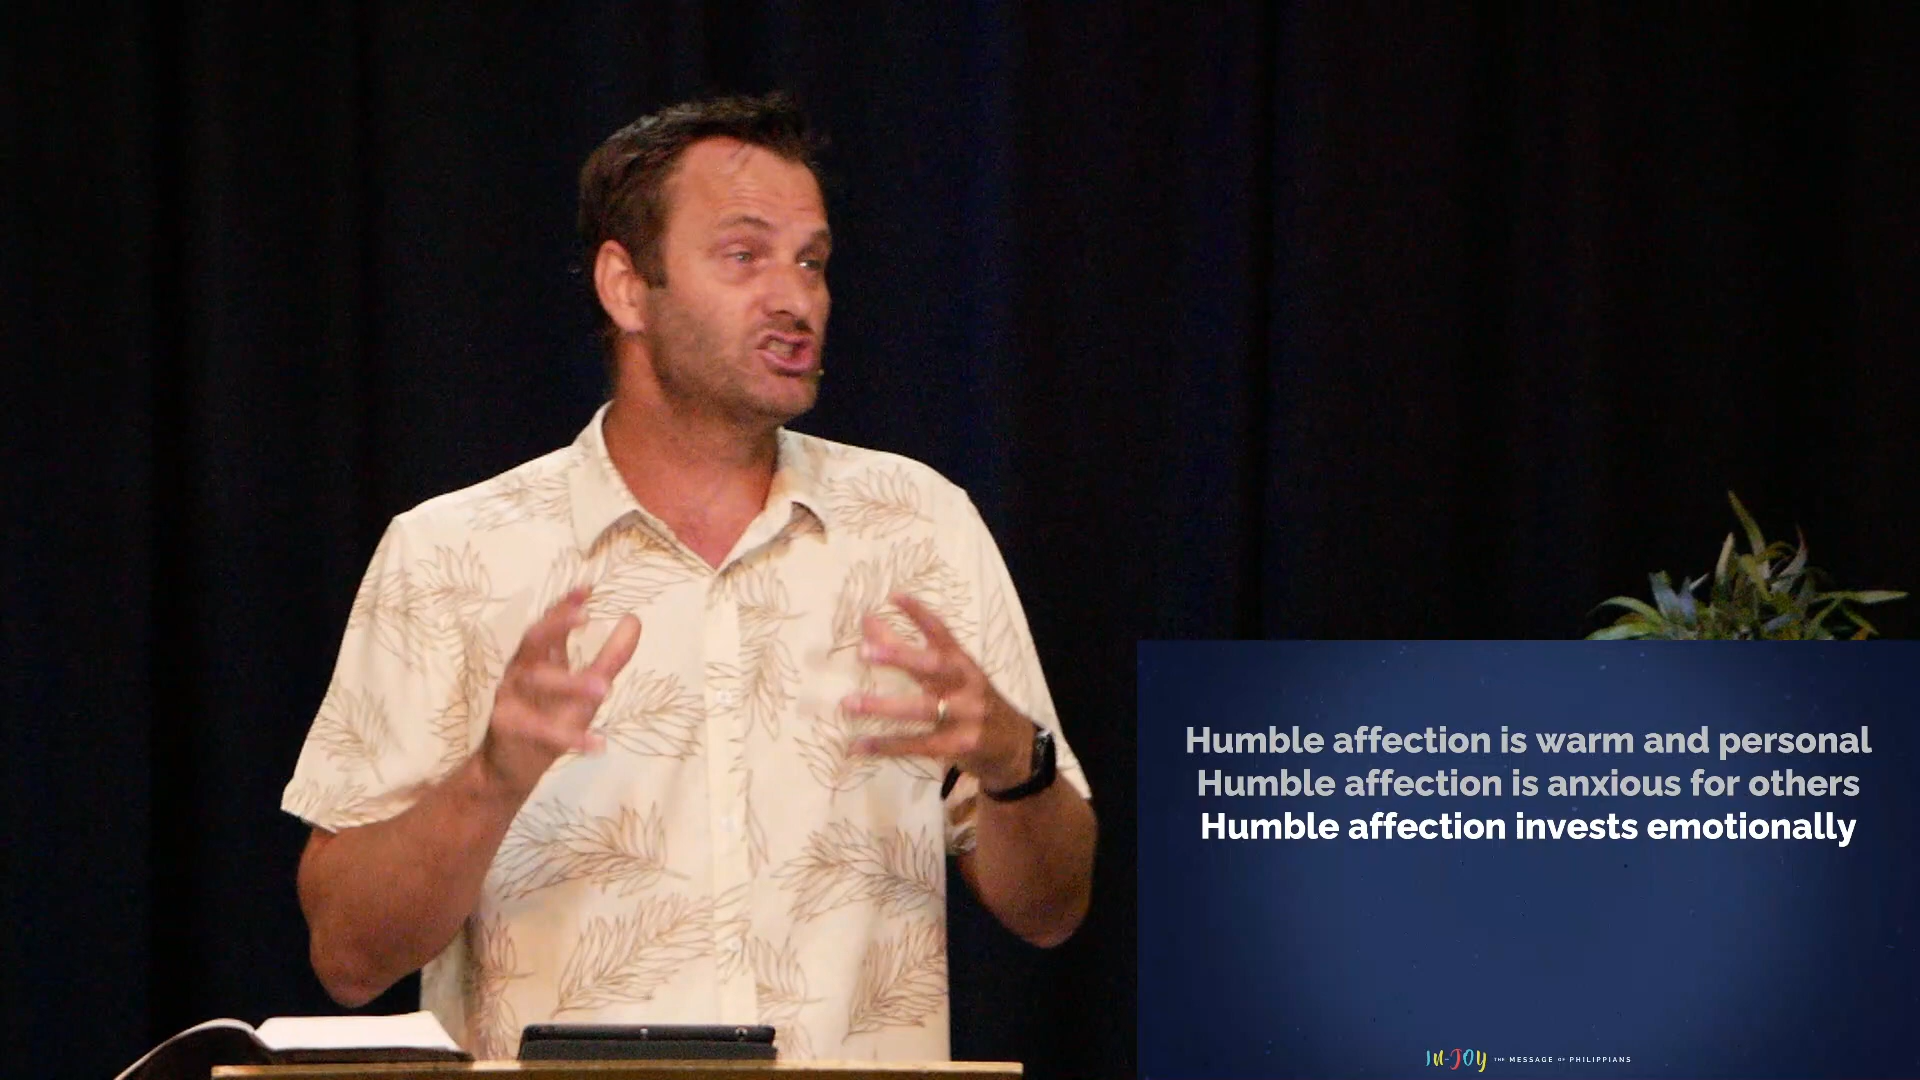 Humble affection is warm and personal
Humble affection is anxious for others
Humble affection invests emotionally
IN-JOY THE MESSAGE OF PHILIPPIANS